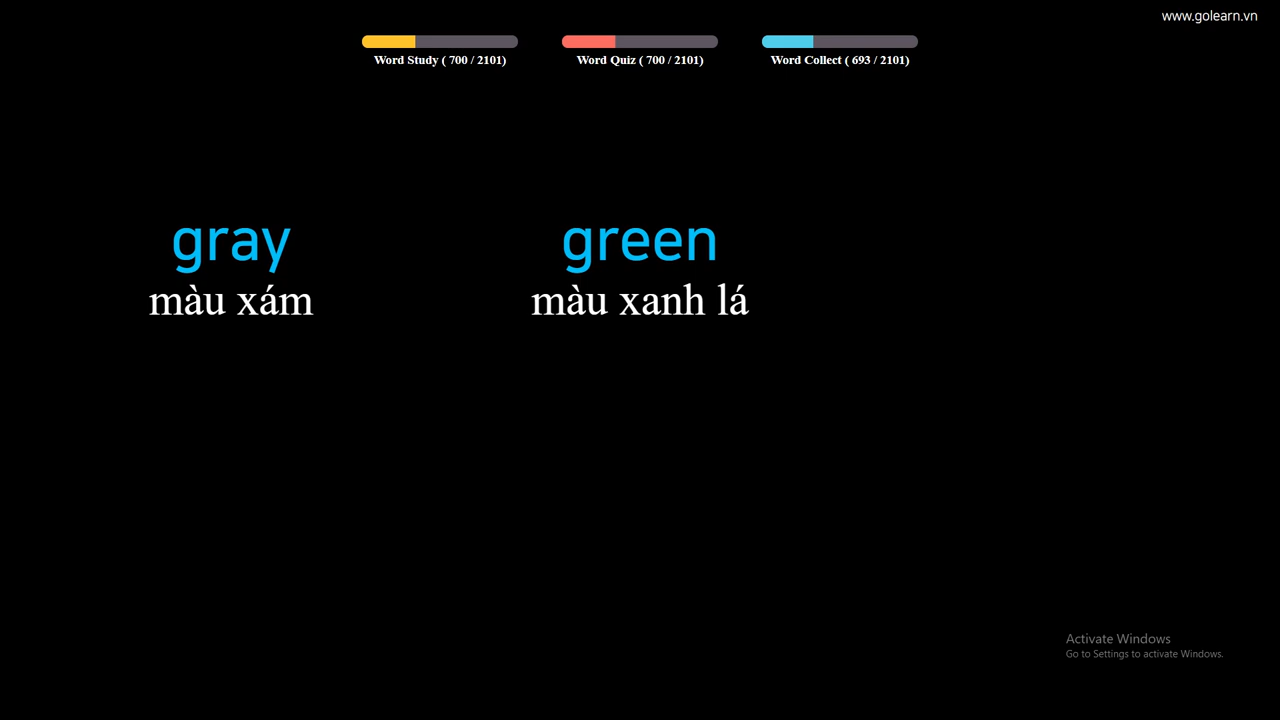 www.golearn.vn
Word Study ( 700 / 2101)
Word Quiz ( 700 / 2101)
Word Collect ( 693 / 2101)
gray
màu xám
green
màu xanh lá
Activate Windows
Go to Settings to activate Windows.